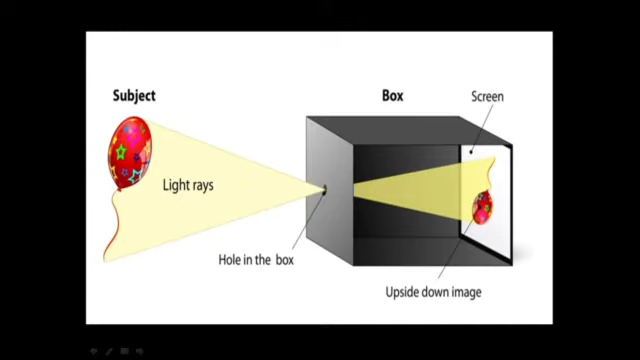 Subject
Box
Screen
Light rays
Hole in the box
Upside down image